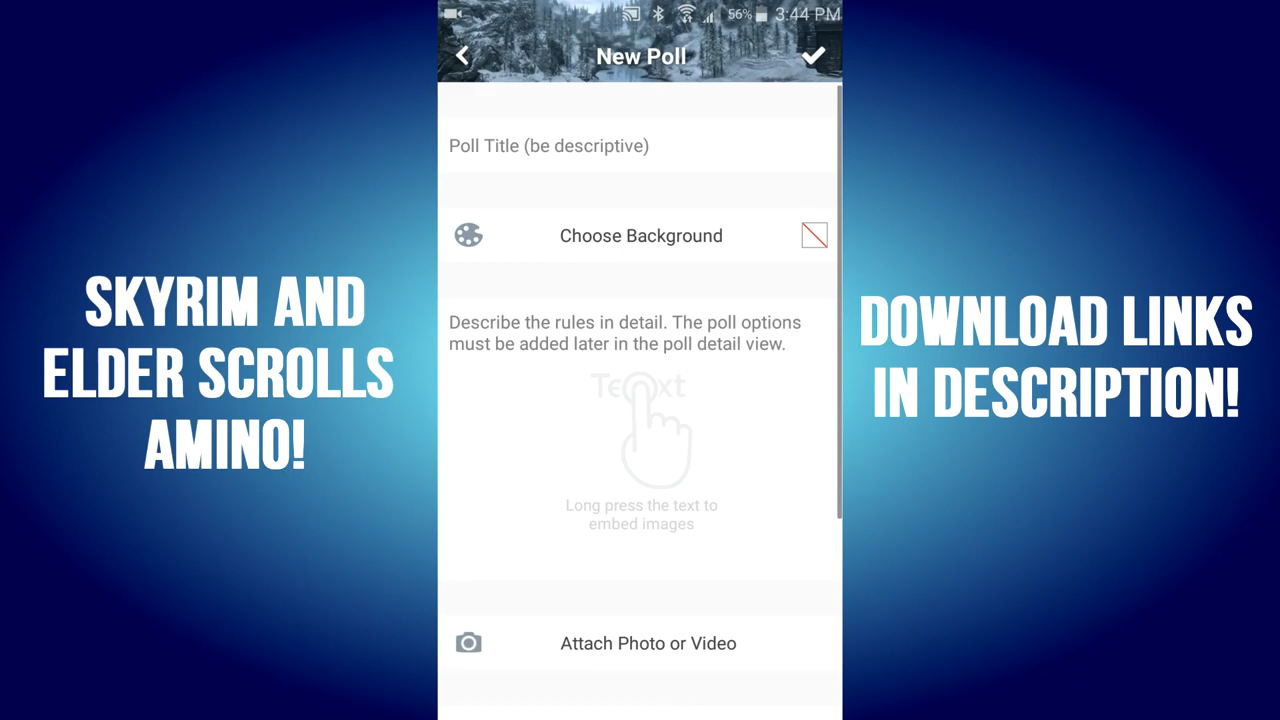 56% 3:44 PM
New Poll
Poll Title (be descriptive)
Choose Background
Describe the rules in detail. The poll options
must be added later in the poll detail view.
Text
Long press the text to
embed images
Attach Photo or Video
SKYRIM AND
ELDER SCROLLS
AMINO!
DOWNLOAD LINKS
IN DESCRIPTION!